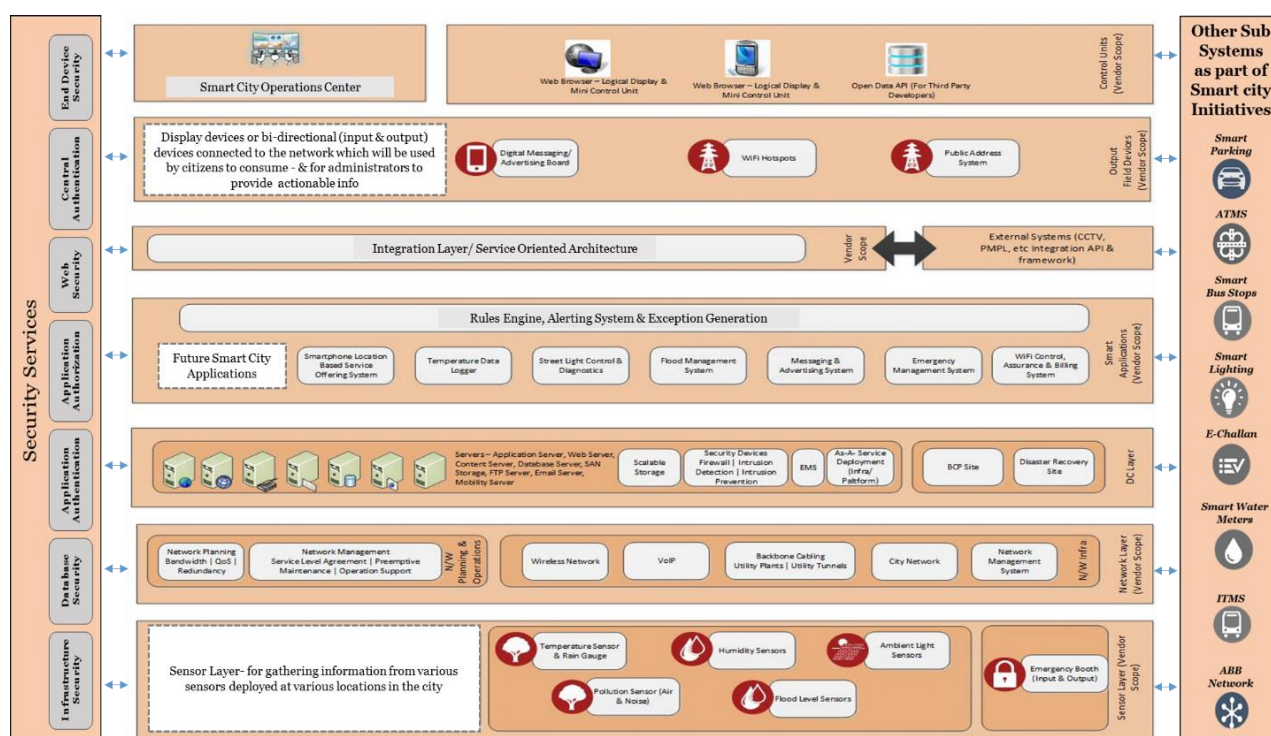 Security Services
End Device
Security
Central
Authentication
Web
Security
Application
Authorization
Application
Authentication
Database
Security
Infrastructure
Security
Smart City Operations Center
Web Browser – Logical Display &
Mini Control Unit
Web Browser – Logical Display &
Mini Control Unit
Open Data API (For Third Party
Developers)
Control Units
(Vendor Scope)
Display devices or bi-directional (input & output)
devices connected to the network which will be used
by citizens to consume - & for administrators to
provide actionable info
Digital Messaging/
Advertising Board
WiFi Hotspots
Public Address
System
Output
Field Devices
(Vendor Scope)
Integration Layer/ Service Oriented Architecture
Vendor
Scope
External Systems (CCTV,
PMPL, etc Integration API &
framework)
Rules Engine, Alerting System & Exception Generation
Future Smart City
Applications
Smartphone Location
Based Service
Offering System
Temperature Data
Logger
Street Light Control &
Diagnostics
Flood Management
System
Messaging &
Advertising System
Emergency
Management System
WiFi Control,
Assurance & Billing
System
Smart
Applications
(Vendor Scope)
Servers – Application Server, Web Server,
Content Server, Database Server, SAN
Storage, FTP Server, Email Server,
Mobility Server
Scalable
Storage
Security Devices
Firewall | Intrusion
Detection | Intrusion
Prevention
EMS
As-A- Service
Deployment
(Infra/
Paltform)
BCP Site
Disaster Recovery
Site
DC Layer
Network Planning
Bandwidth | QoS |
Redundancy
Network Management
Service Level Agreement | Preemptive
Maintenance | Operation Support
N/W
Planning &
Operations
Wireless Network
VoIP
Backbone Cabling
Utility Plants | Utility Tunnels
City Network
Network
Management
System
N/W Infra
Network Layer
(Vendor Scope)
Sensor Layer- for gathering information from various
sensors deployed at various locations in the city
Temperature Sensor
& Rain Gauge
Humidity Sensors
Ambient Light
Sensors
Pollution Sensor (Air
& Noise)
Flood Level Sensors
Emergency Booth
(Input & Output)
Sensor Layer (Vendor
Scope)
Other Sub
Systems
as part of
Smart city
Initiatives
Smart
Parking
ATMS
Smart
Bus Stops
Smart
Lighting
E-Challan
Smart Water
Meters
ITMS
ABB
Network